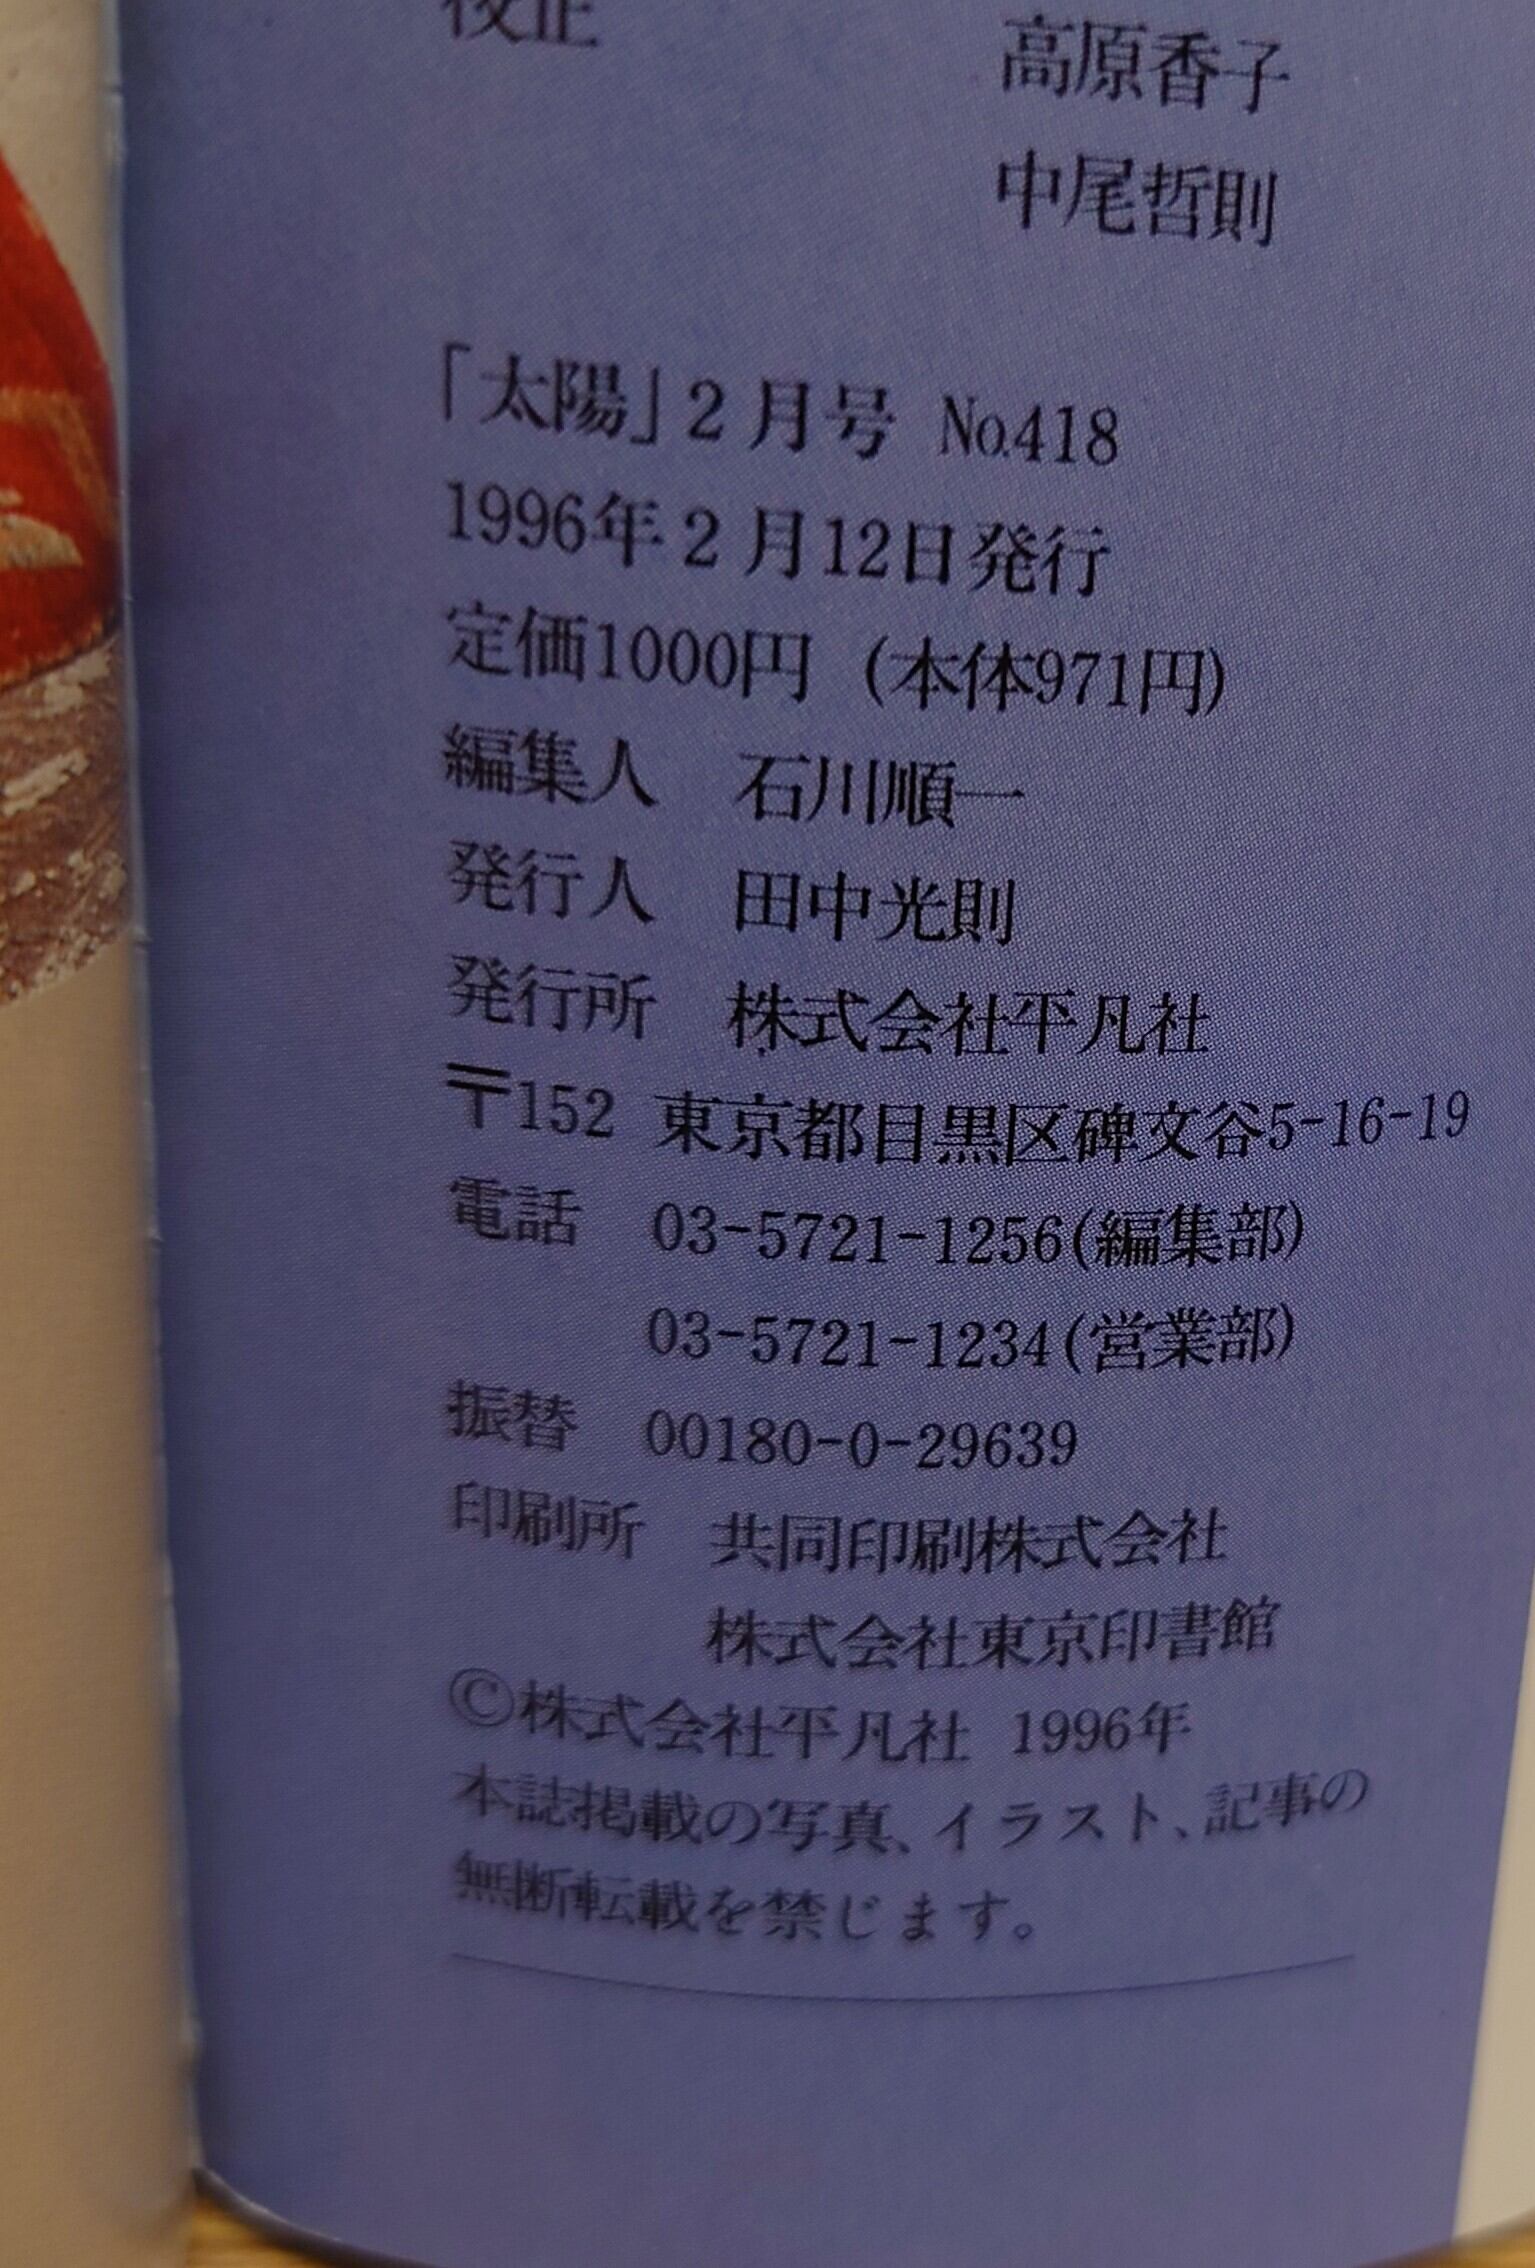 校正 高原香子
中尾哲則
「太陽」2月号 No.418
1996年2月12日発行
定価1000円 (本体971円)
編集人 石川順一
発行人 田中光則
発行所 株式会社平凡社
〒152 東京都目黒区碑文谷5-16-19
電話 03-5721-1256(編集部)
03-5721-1234(営業部)
振替 00180-0-29639
印刷所 共同印刷株式会社
株式会社東京印書館
©株式会社平凡社 1996年
本誌掲載の写真、イラスト、記事の
無断転載を禁じます。